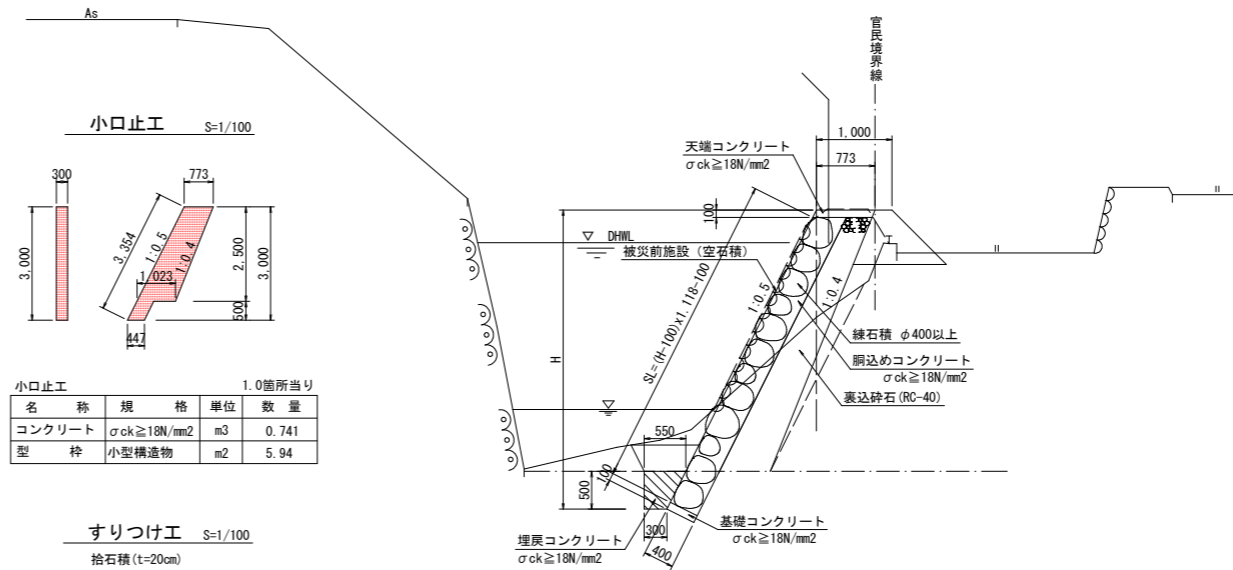 As
官民境界線
小口止工 S=1/100
300
3,000
773
3,354
1:0.5
1:0.4
1,023
2,500
3,000
500
447
小口止工 1.0箇所当り
名 称 規 格 単位 数 量
コンクリート σck≧18N/mm2 m3 0.741
型 枠 小型構造物 m2 5.94
すりつけ工 S=1/100
拾石積(t=20cm)
1,000
773
天端コンクリート
σck≧18N/mm2
100
DHWL
被災前施設 (空石積)
SL=(H-100)x1.118-100
1:0.5
1:0.4
H
練石積 φ400以上
胴込めコンクリート
σck≧18N/mm2
裏込砕石(RC-40)
550
100
500
300
400
埋戻コンクリート
σck≧18N/mm2
基礎コンクリート
σck≧18N/mm2